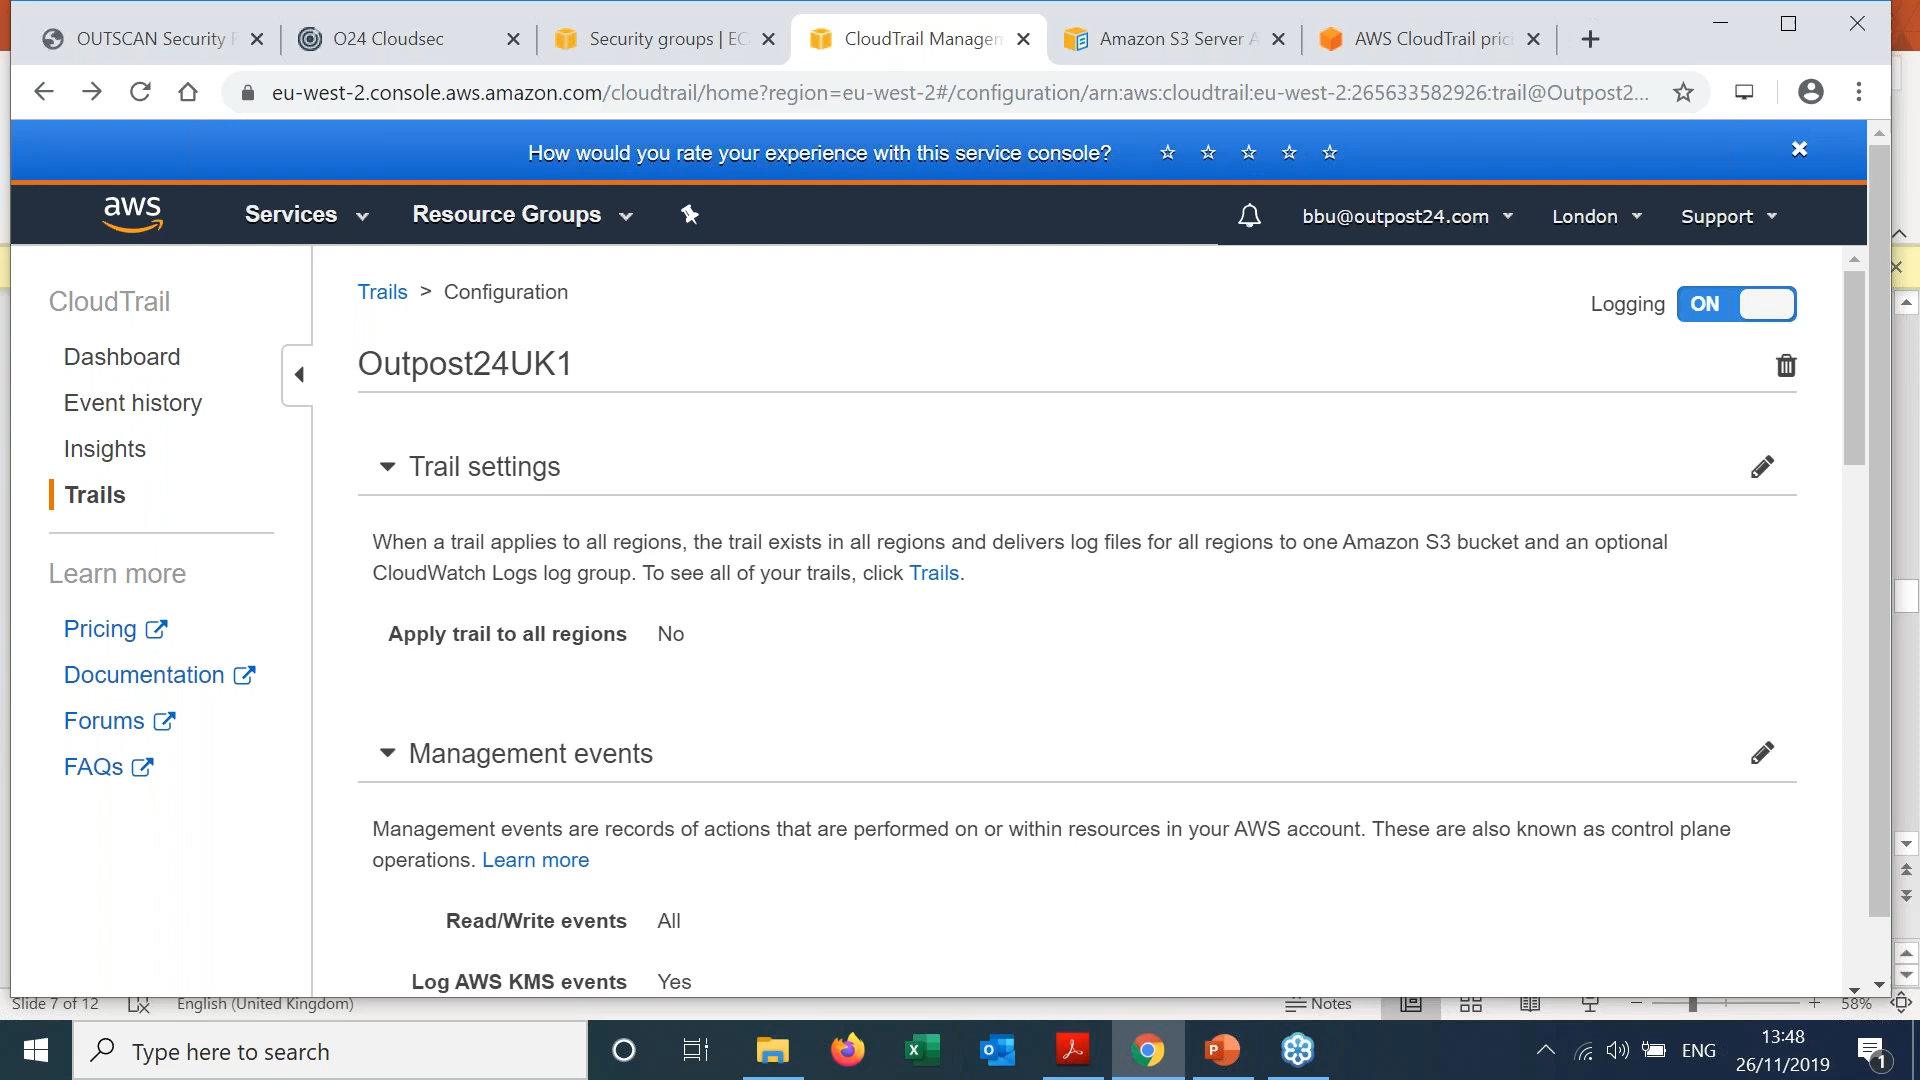 OUTSCAN Security
O24 Cloudsec
Security groups | EC
CloudTrail Managen
Amazon S3 Server A
AWS CloudTrail pric
eu-west-2.console.aws.amazon.com/cloudtrail/home?region=eu-west-2#/configuration/arn:aws:cloudtrail:eu-west-2:265633582926:trail@Outpost2...
How would you rate your experience with this service console?
aws
Services
Resource Groups
bbu@outpost24.com
London
Support
CloudTrail
Dashboard
Event history
Insights
Trails
Learn more
Pricing
Documentation
Forums
FAQs
Trails > Configuration
Logging ON
Outpost24UK1
Trail settings
When a trail applies to all regions, the trail exists in all regions and delivers log files for all regions to one Amazon S3 bucket and an optional
CloudWatch Logs log group. To see all of your trails, click Trails.
Apply trail to all regions No
Management events
Management events are records of actions that are performed on or within resources in your AWS account. These are also known as control plane
operations. Learn more
Read/Write events All
Log AWS KMS events Yes
Slide 7 of 12
English (United Kingdom)
Notes
58%
Type here to search
ENG
13:48
26/11/2019
1